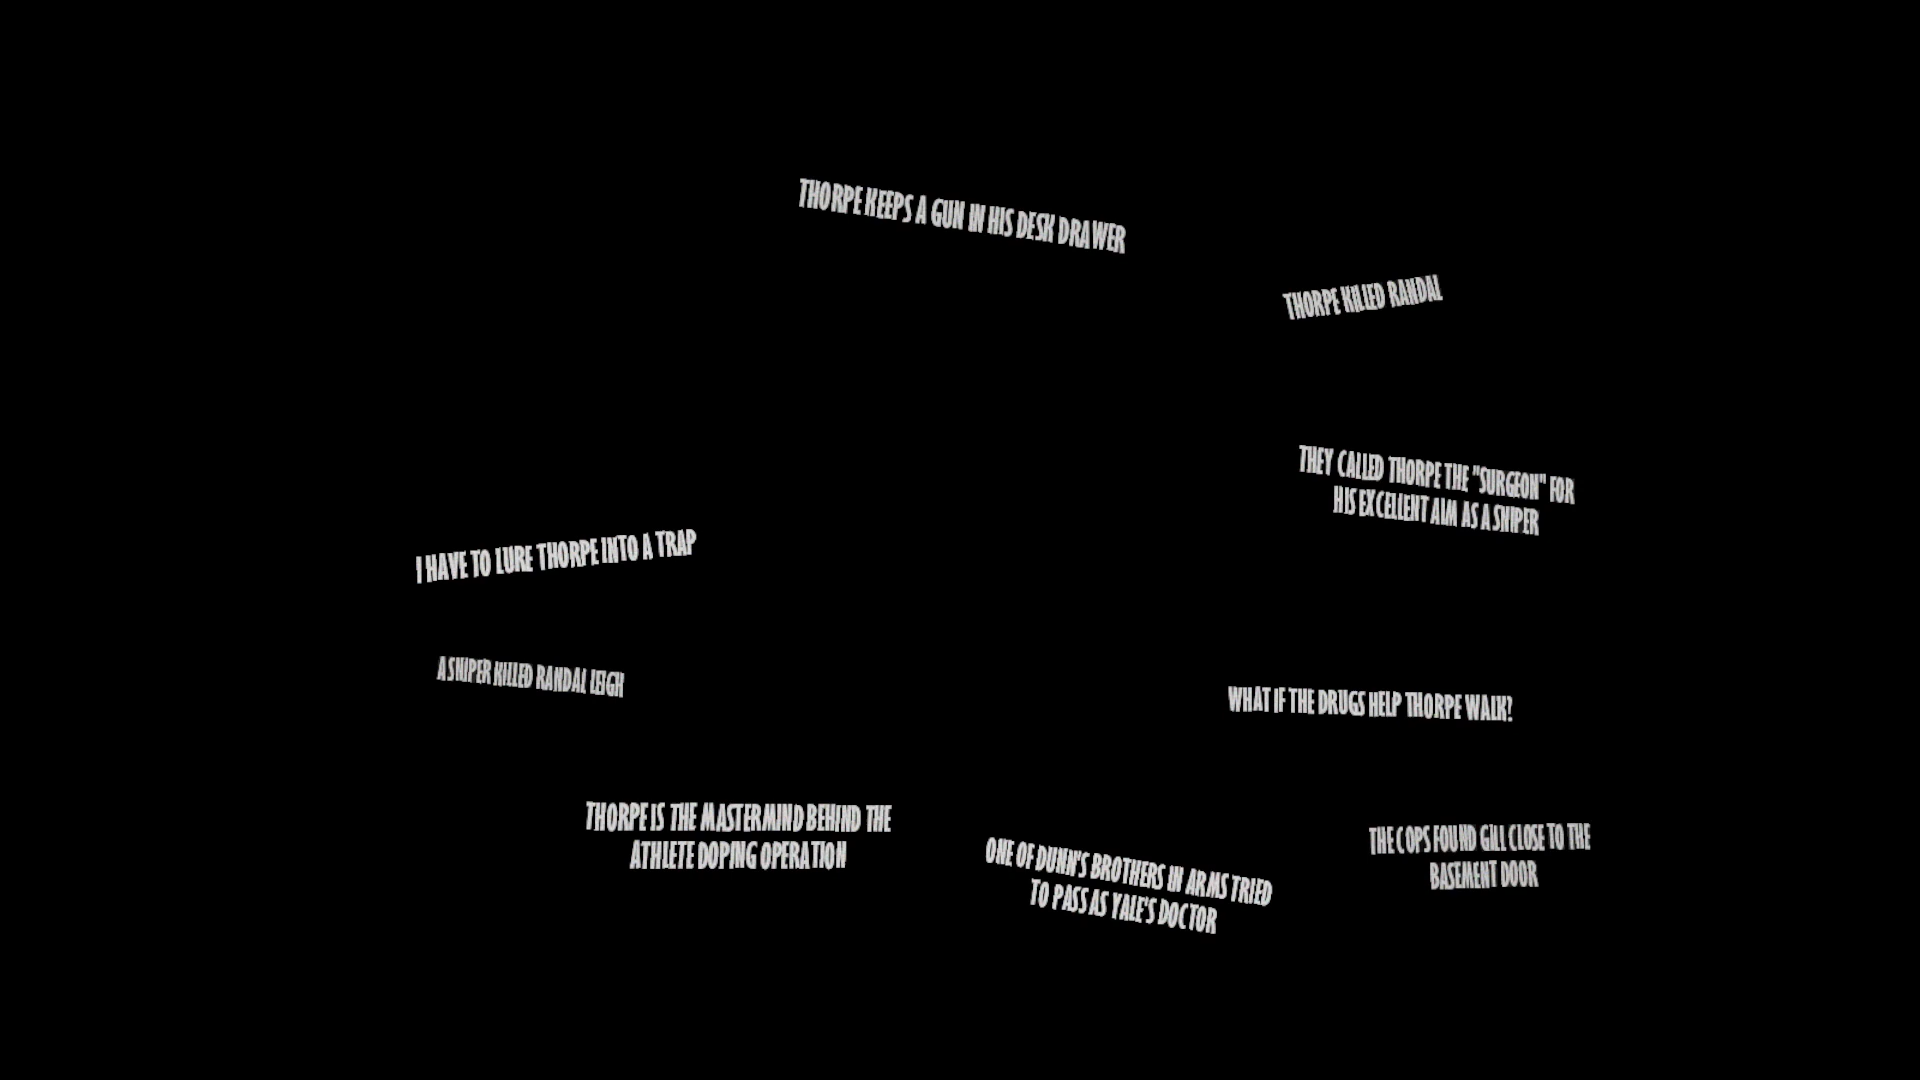 THORPE KEEPS A GUN IN HIS DESK DRAWER
THORPE KILLED RANDAL
THEY CALLED THORPE THE "SURGEON" FOR
HIS EXCELLENT AIM AS A SNIPER
I HAVE TO LURE THORPE INTO A TRAP
A SNIPER KILLED RANDAL LEIGH
WHAT IF THE DRUGS HELP THORPE WALK?
THORPE IS THE MASTERMIND BEHIND THE
ATHLETE DOPING OPERATION
ONE OF DUNN'S BROTHERS IN ARMS TRIED
TO PASS AS YALE'S DOCTOR
THE COPS FOUND GILL CLOSE TO THE
BASEMENT DOOR